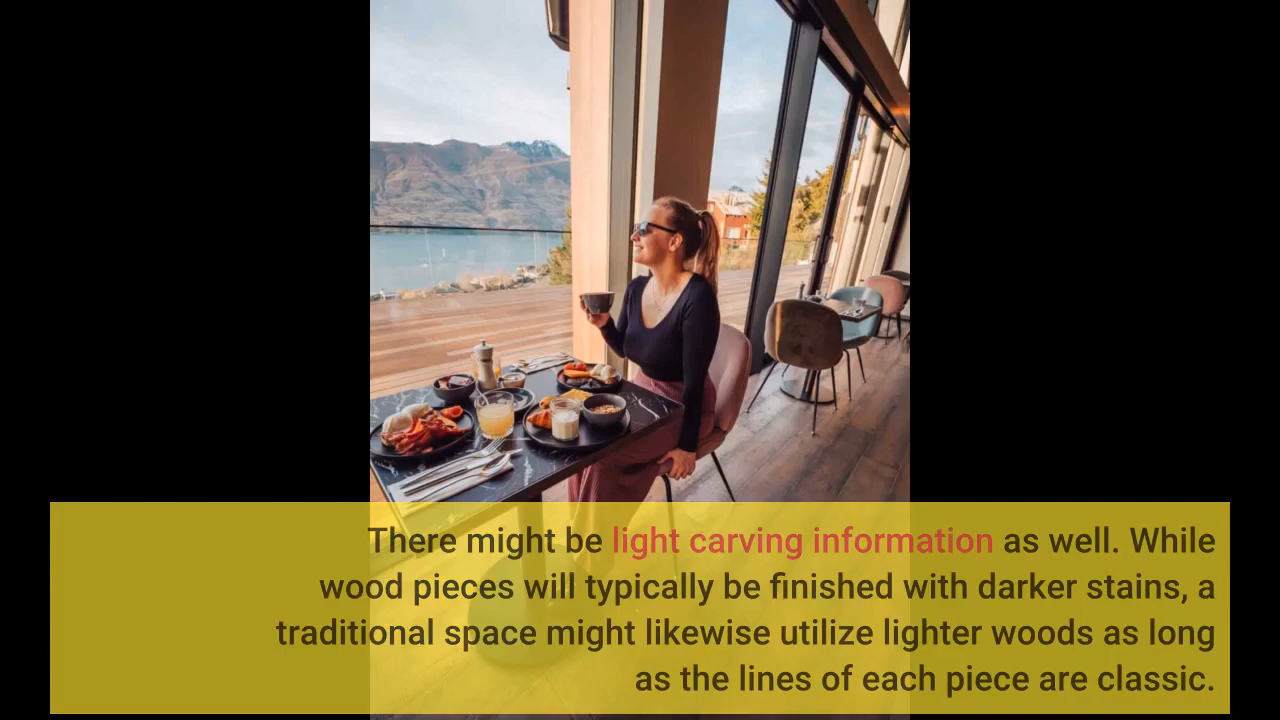 There might be light carving information as well. While
wood pieces will typically be finished with darker stains, a
traditional space might likewise utilize lighter woods as long
as the lines of each piece are classic.